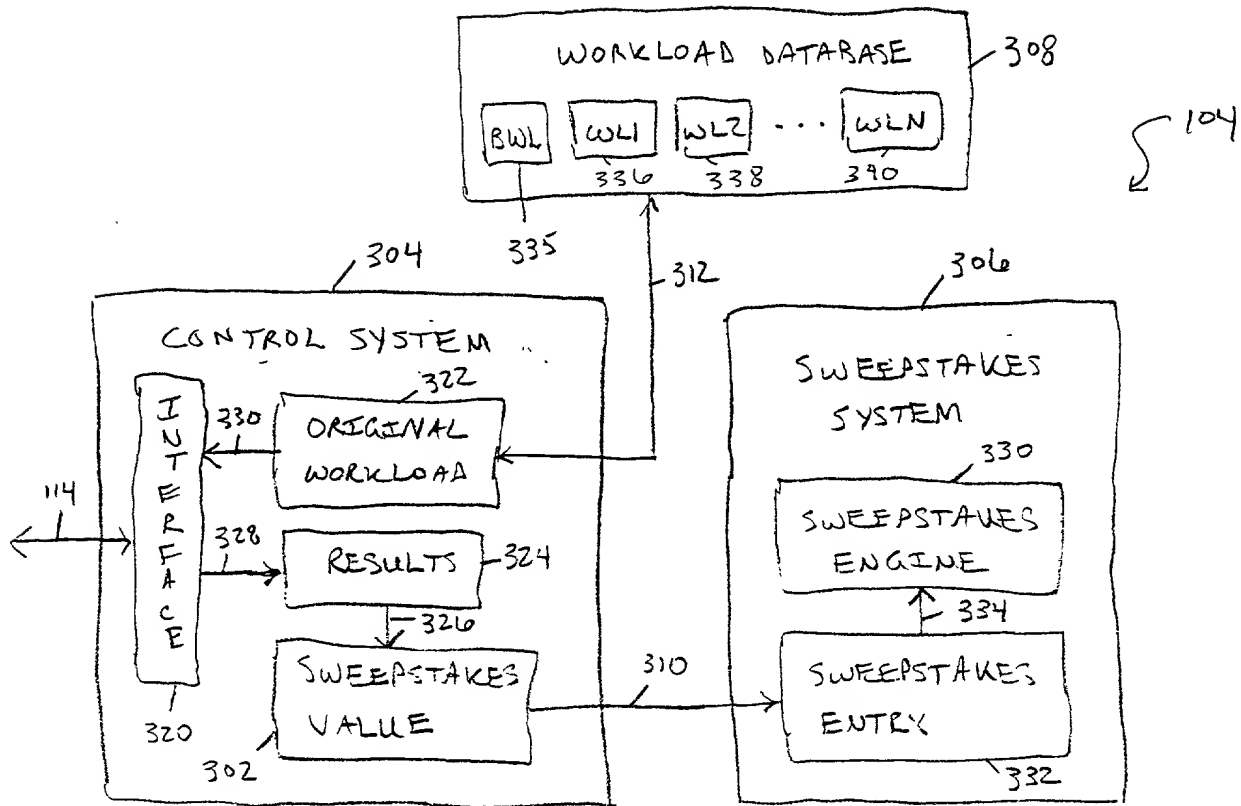 WORKLOAD DATABASE
308
BWL
WL1
WL2
...
WLN
336
338
340
335
104
304
312
306
CONTROL SYSTEM
322
INTERFACE
330
ORIGINAL
WORKLOAD
114
328
RESULTS
324
326
SWEEPSTAKES
VALUE
320
302
310
SWEEPSTAKES
SYSTEM
330
SWEEPSTAKES
ENGINE
334
SWEEPSTAKES
ENTRY
332